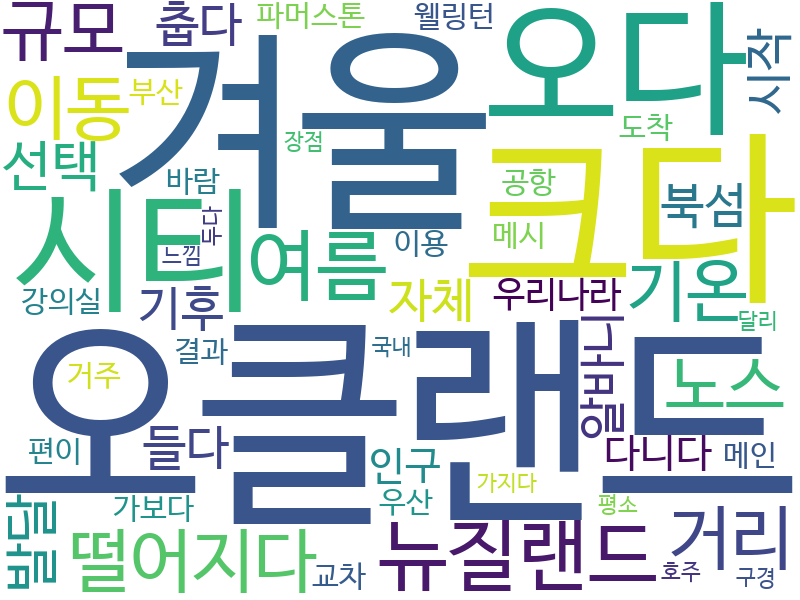 규모
춥다
파머스톤
웰링턴
오다
시작
겨울
이동
부산
장점
도착
크다
선택
바람
공항
북섬
시티
두다
느낌
여름
이용
메시
강의실
기후
자체
우리나라
기온
달리
오클랜드
결과
국내
알바니
노스
거주
편이
들다
인구
다니다
메인
가지다
발달
가보다
우산
평소
떨어지다
교차
뉴질랜드
거리
호주
구경